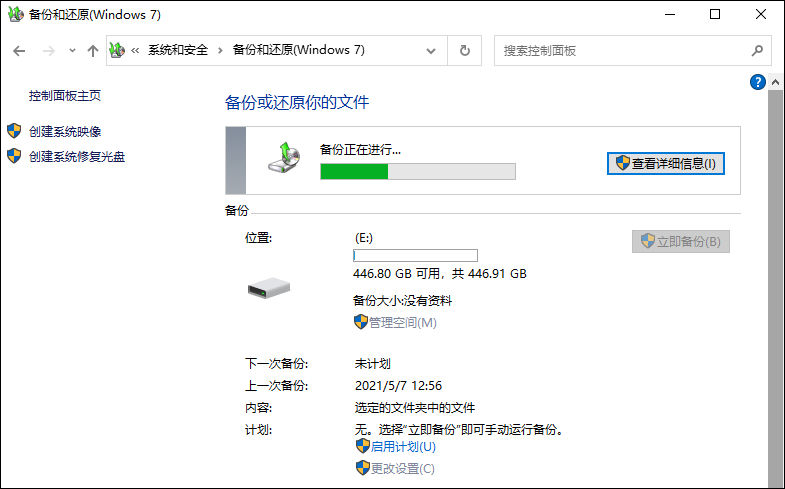 备份和还原(Windows 7)
« 系统和安全 › 备份和还原(Windows 7)
搜索控制面板
?
控制面板主页
创建系统映像
创建系统修复光盘
备份或还原你的文件
备份正在进行...
查看详细信息(I)
备份
位置:
(E:)
立即备份(B)
446.80 GB 可用，共 446.91 GB
备份大小:没有资料
管理空间(M)
下一次备份: 未计划
上一次备份: 2021/5/7 12:56
内容: 选定的文件夹中的文件
计划: 无。选择“立即备份”即可手动运行备份。
启用计划(U)
更改设置(C)